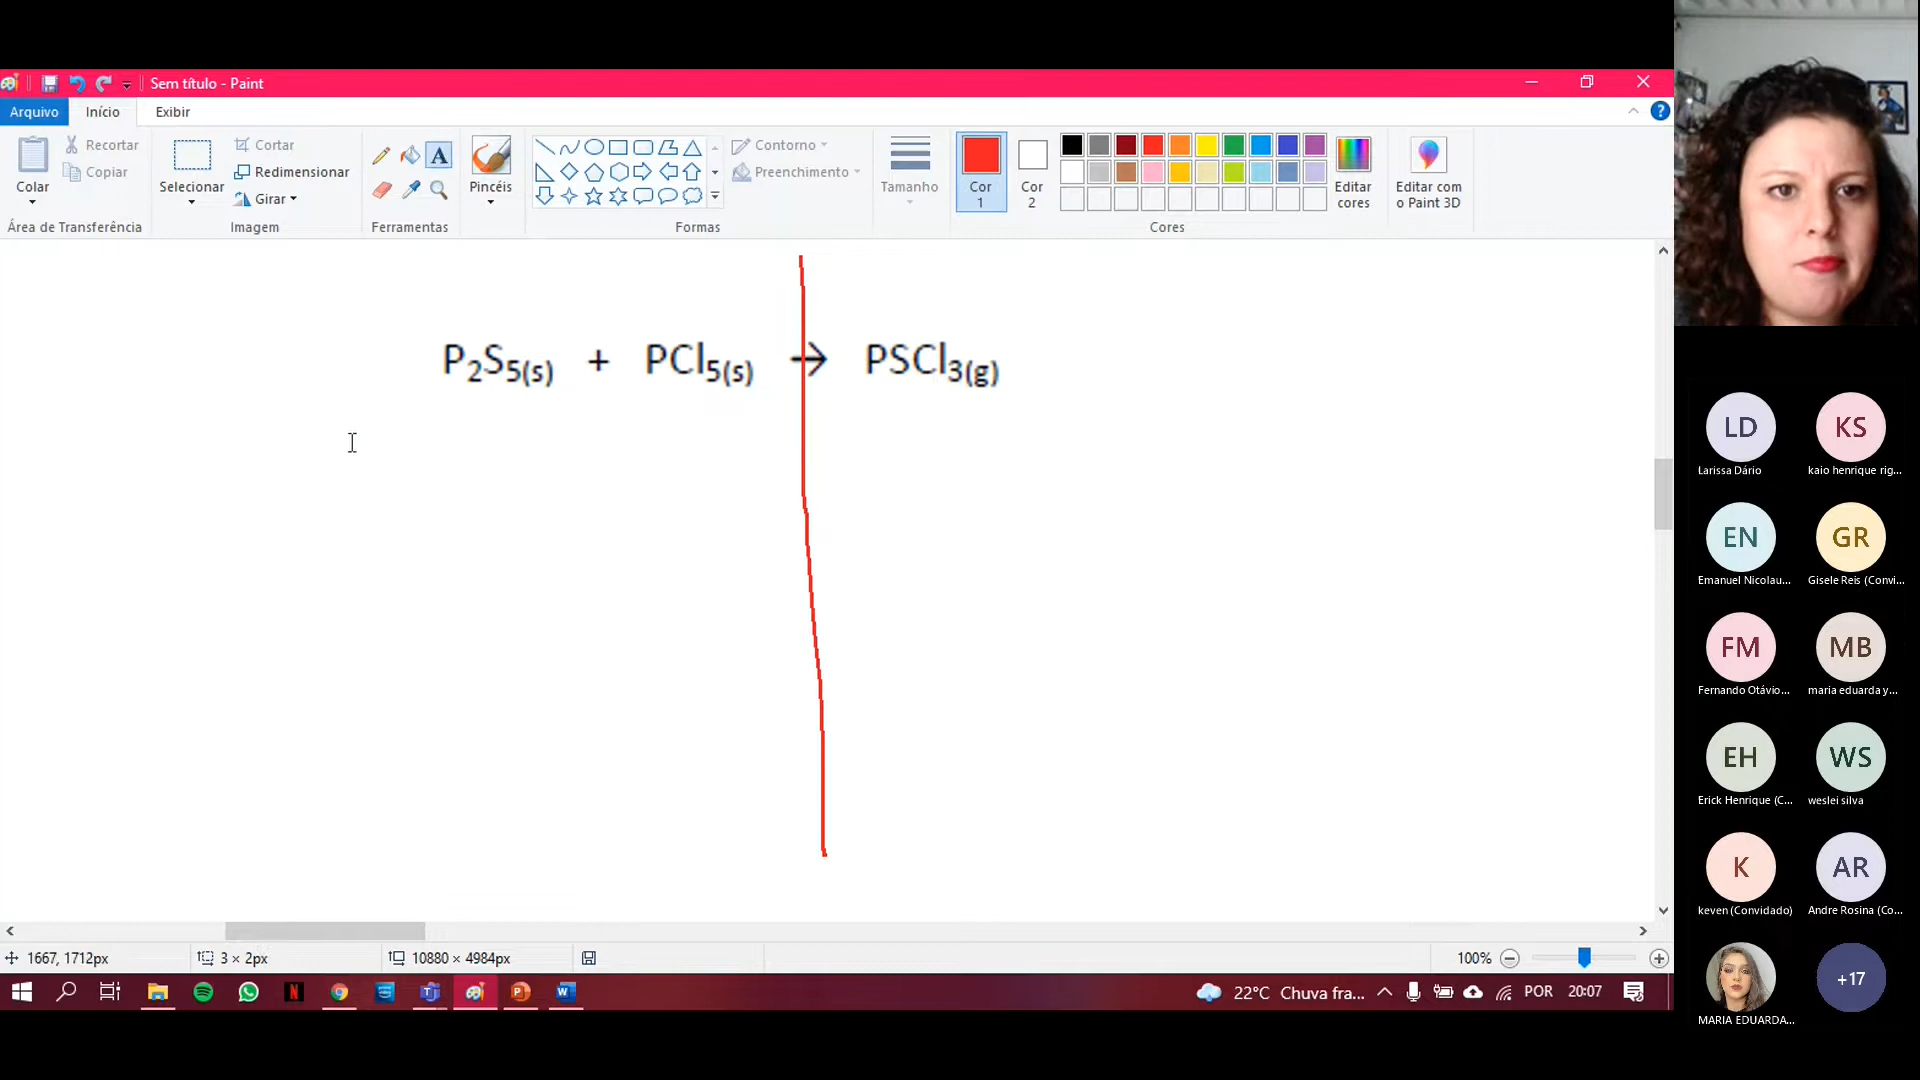 Sem título - Paint
Arquivo Início Exibir
Colar
Recortar
Copiar
Área de Transferência
Selecionar
Cortar
Redimensionar
Girar
Imagem
A
Ferramentas
Pincéis
Contorno
Preenchimento
Formas
Tamanho
Cor 1
Cor 2
Editar cores
Cores
Editar com o Paint 3D
P₂S₅(s) + PCl₅(s) → PSCl₃(g)
1667, 1712px 3 × 2px 10880 × 4984px 100%
22°C Chuva fra... POR 20:07
LD
Larissa Dário
KS
kaio henrique rig...
EN
Emanuel Nicolau...
GR
Gisele Reis (Convi...
FM
Fernando Otávio...
MB
maria eduarda y...
EH
Erick Henrique (C...
WS
weslei silva
K
keven (Convidado)
AR
Andre Rosina (Co...
MARIA EDUARDA...
+17